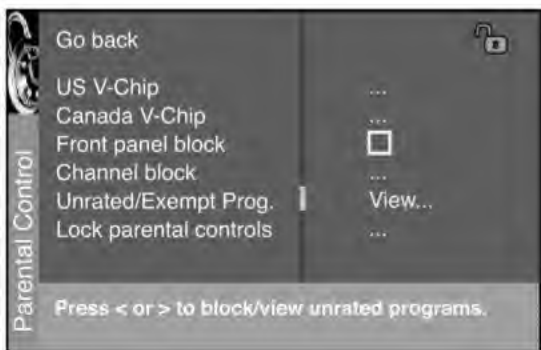 Go back
US V-Chip ...
Canada V-Chip ...
Front panel block
Channel block ...
Unrated/Exempt Prog. View...
Lock parental controls ...
Parental Control
Press < or > to block/view unrated programs.